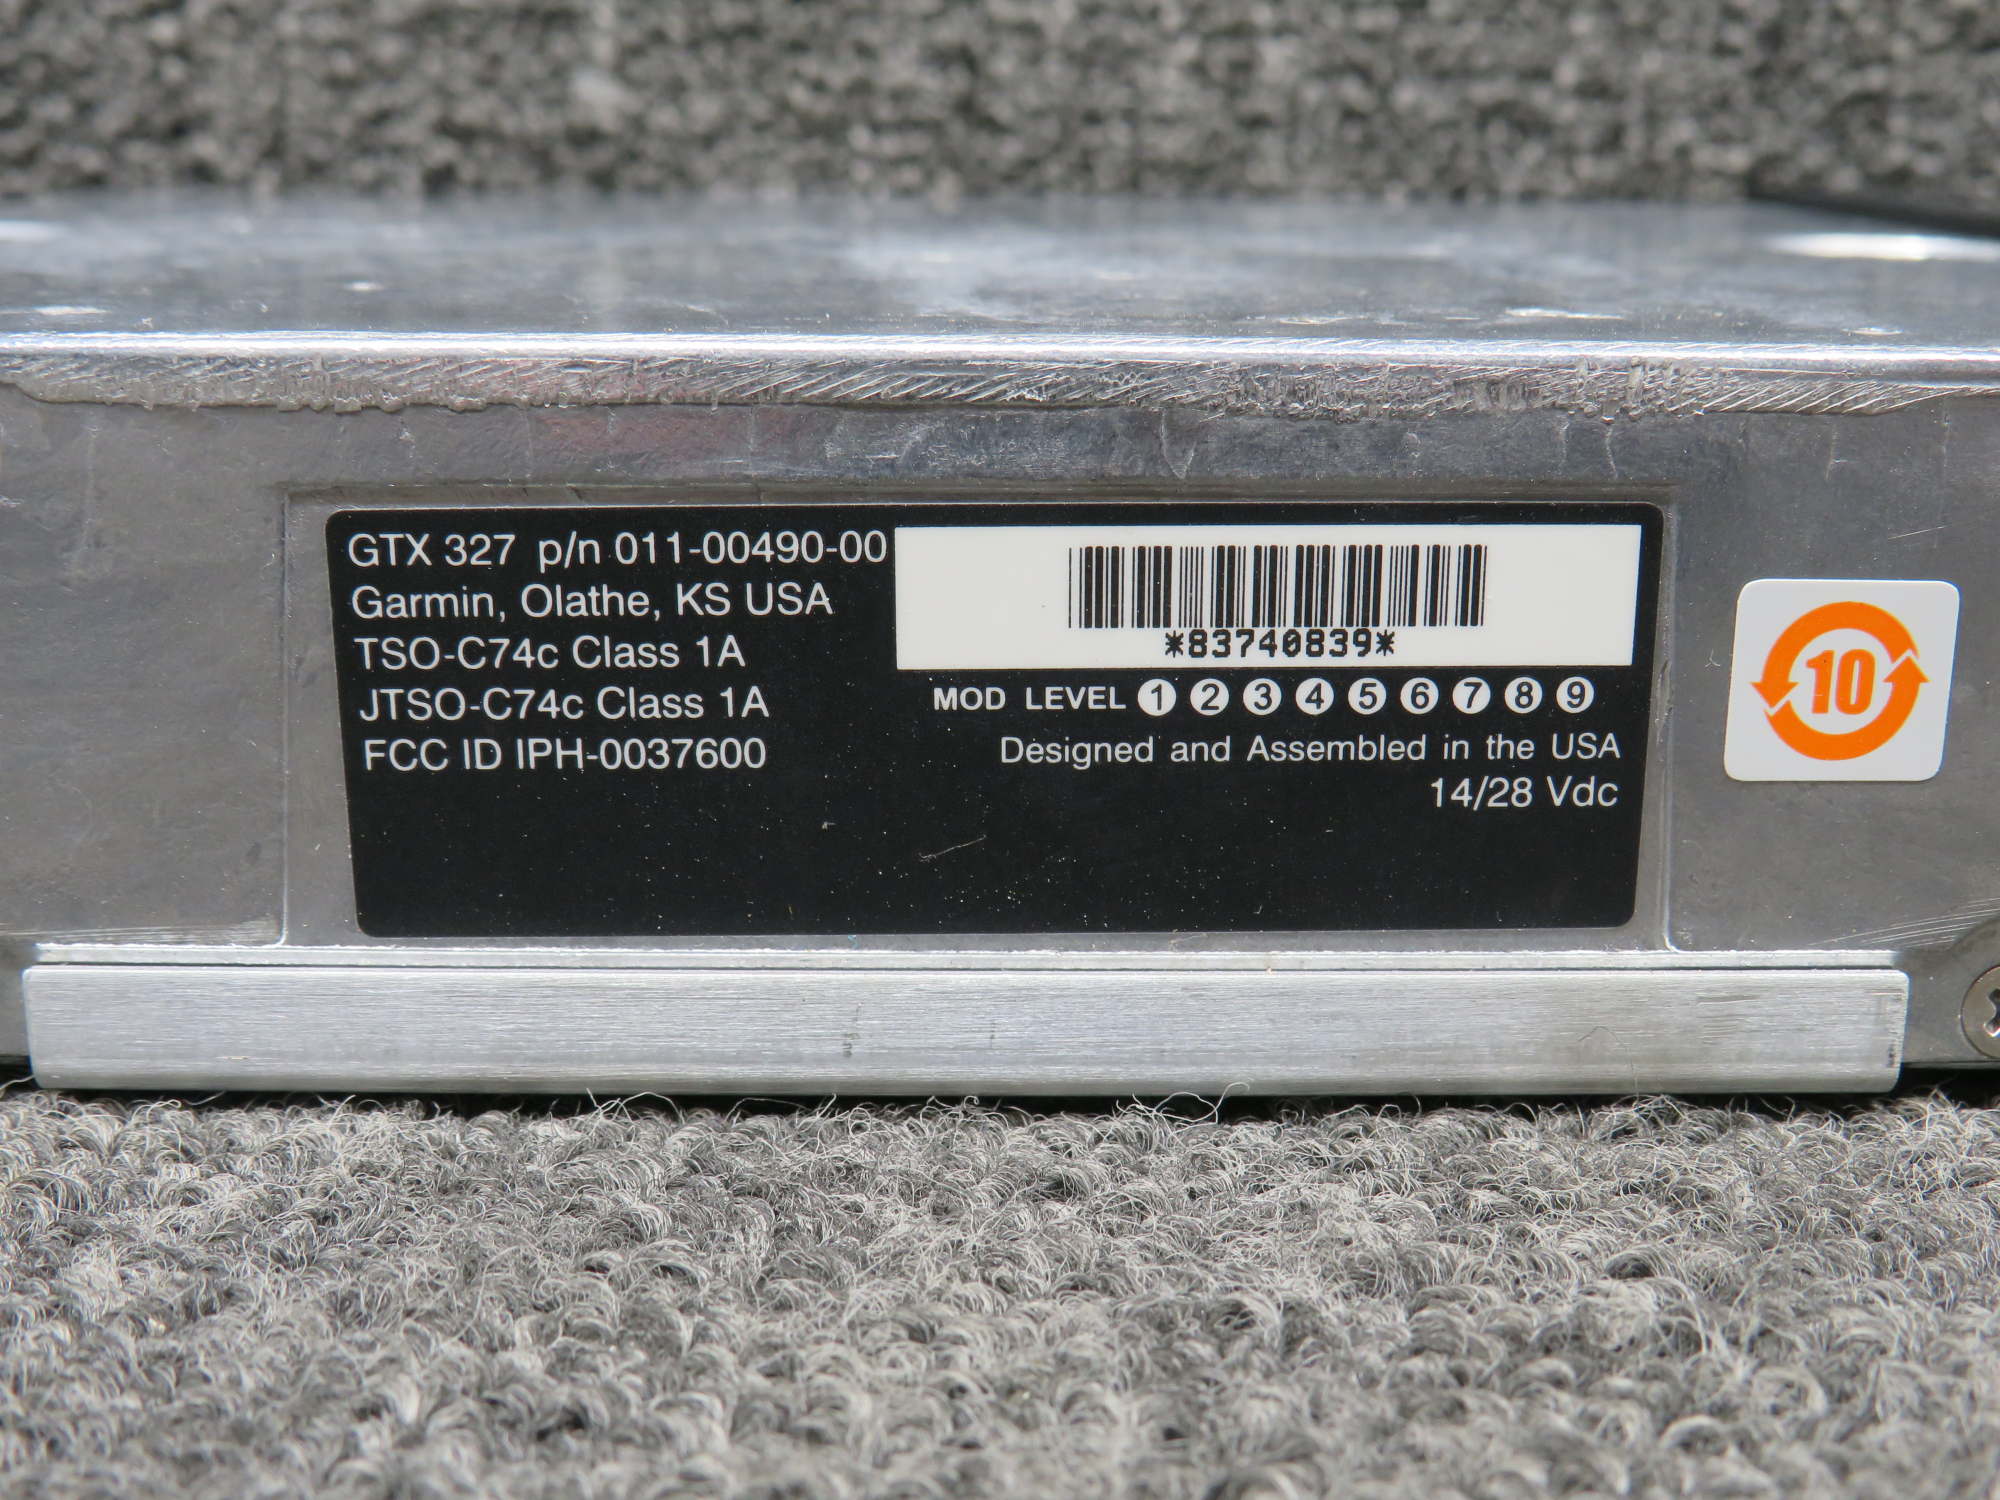 GTX 327 p/n 011-00490-00
Garmin, Olathe, KS USA
TSO-C74c Class 1A
JTSO-C74c Class 1A
FCC ID IPH-0037600
*83740839*
MOD LEVEL 1 2 3 4 5 6 7 8 9
Designed and Assembled in the USA
14/28 Vdc
10